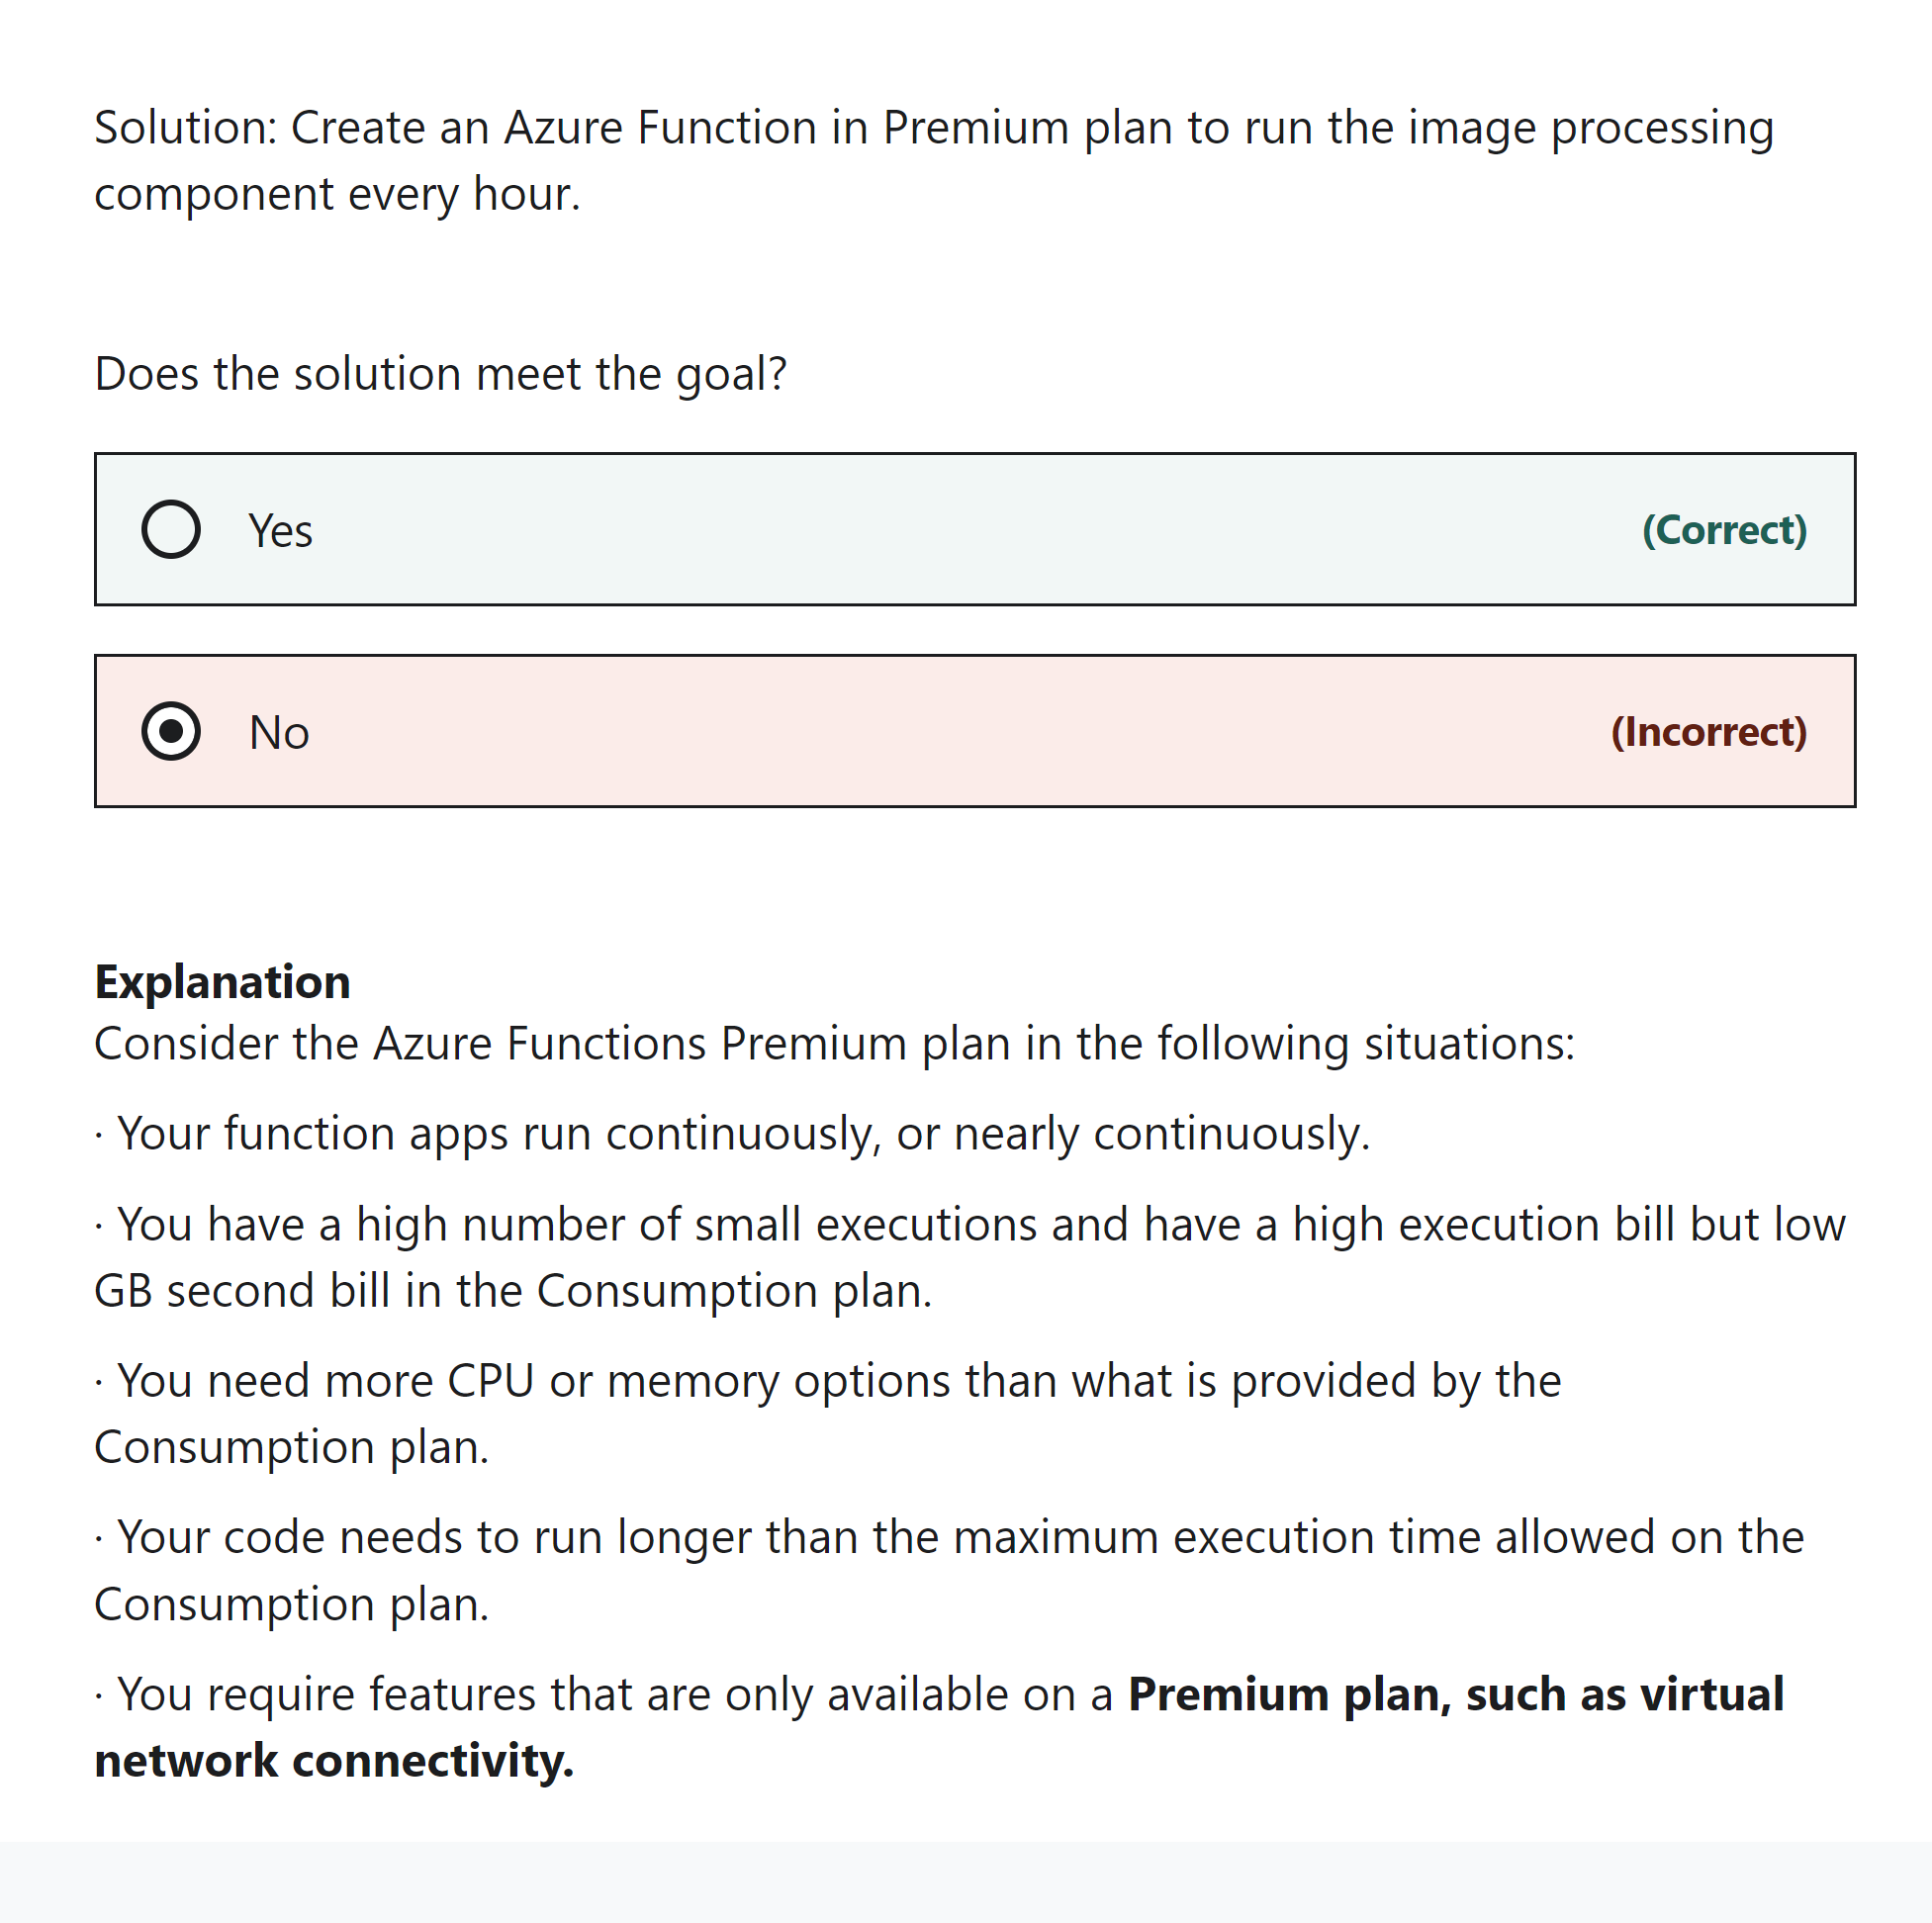 Solution: Create an Azure Function in Premium plan to run the image processing
component every hour.
Does the solution meet the goal?
Yes (Correct)
No (Incorrect)
Explanation
Consider the Azure Functions Premium plan in the following situations:
· Your function apps run continuously, or nearly continuously.
· You have a high number of small executions and have a high execution bill but low
GB second bill in the Consumption plan.
· You need more CPU or memory options than what is provided by the
Consumption plan.
· Your code needs to run longer than the maximum execution time allowed on the
Consumption plan.
· You require features that are only available on a Premium plan, such as virtual
network connectivity.